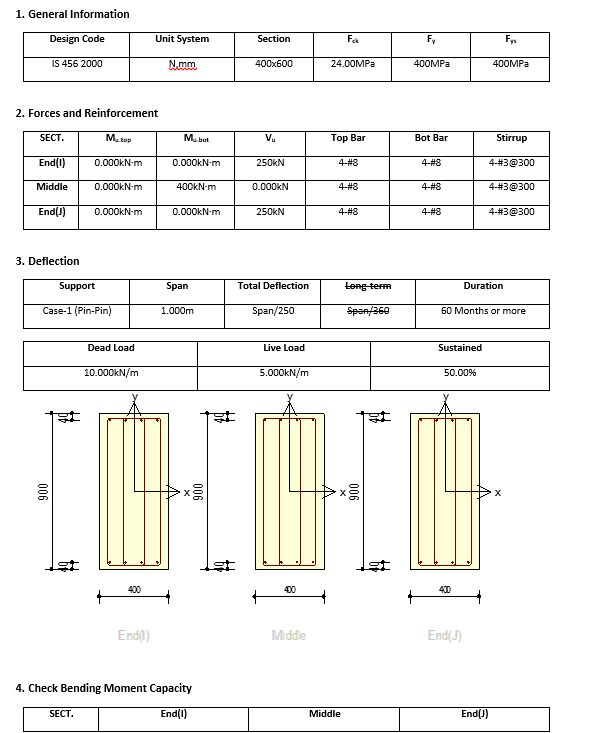 1. General Information
Design Code Unit System Section Fck Fy Fys
IS 456 2000 N,mm 400x600 24.00MPa 400MPa 400MPa
2. Forces and Reinforcement
SECT. Mu.top Mu.bot Vu Top Bar Bot Bar Stirrup
End(I) 0.000kN·m 0.000kN·m 250kN 4-#8 4-#8 4-#3@300
Middle 0.000kN·m 400kN·m 0.000kN 4-#8 4-#8 4-#3@300
End(J) 0.000kN·m 0.000kN·m 250kN 4-#8 4-#8 4-#3@300
3. Deflection
Support Span Total Deflection Long-term Duration
Case-1 (Pin-Pin) 1.000m Span/250 Span/360 60 Months or more
Dead Load Live Load Sustained
10.000kN/m 5.000kN/m 50.00%
y y y
40 40 40
900 x 900 x 900 x
40 40 40
400 400 400
End(I) Middle End(J)
4. Check Bending Moment Capacity
SECT. End(I) Middle End(J)